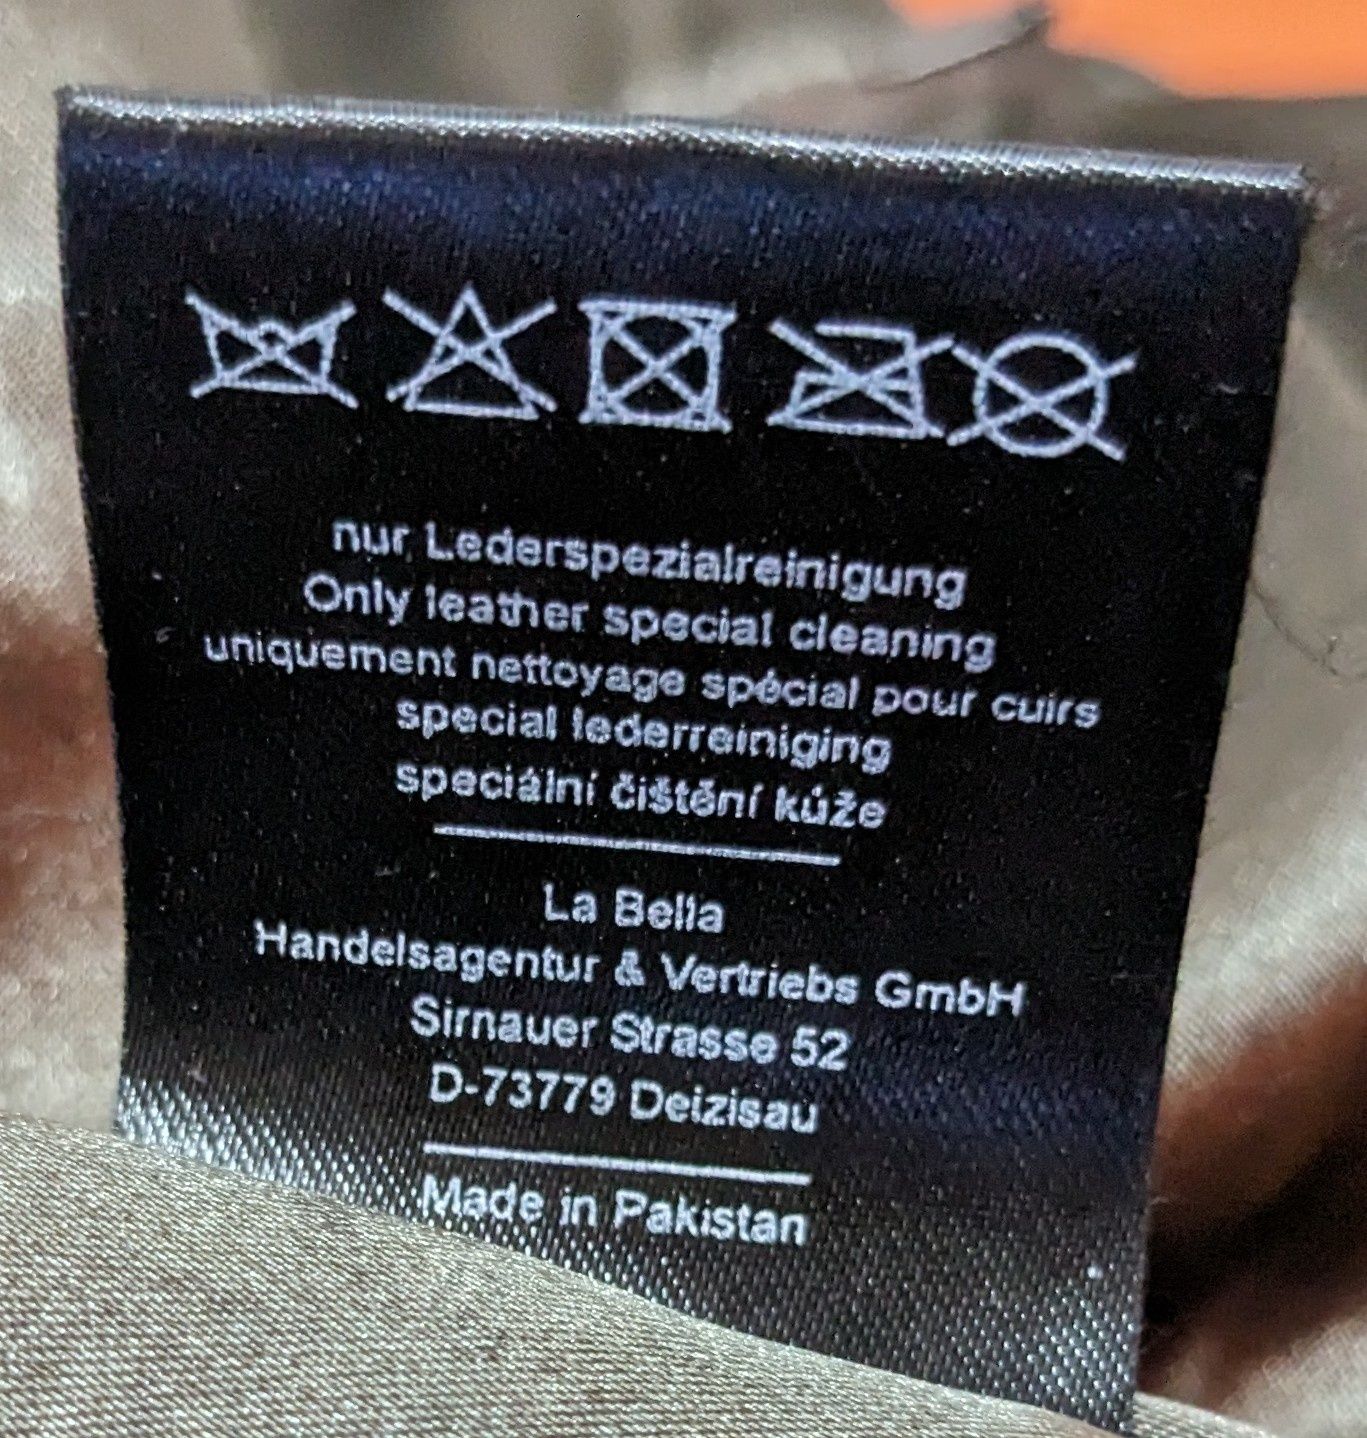 nur Lederspezialreinigung
Only leather special cleaning
uniquement nettoyage spécial pour cuirs
special lederreiniging
speciální čištění kůže
La Bella
Handelsagentur & Vertriebs GmbH
Sirnauer Strasse 52
D-73779 Deizisau
Made in Pakistan